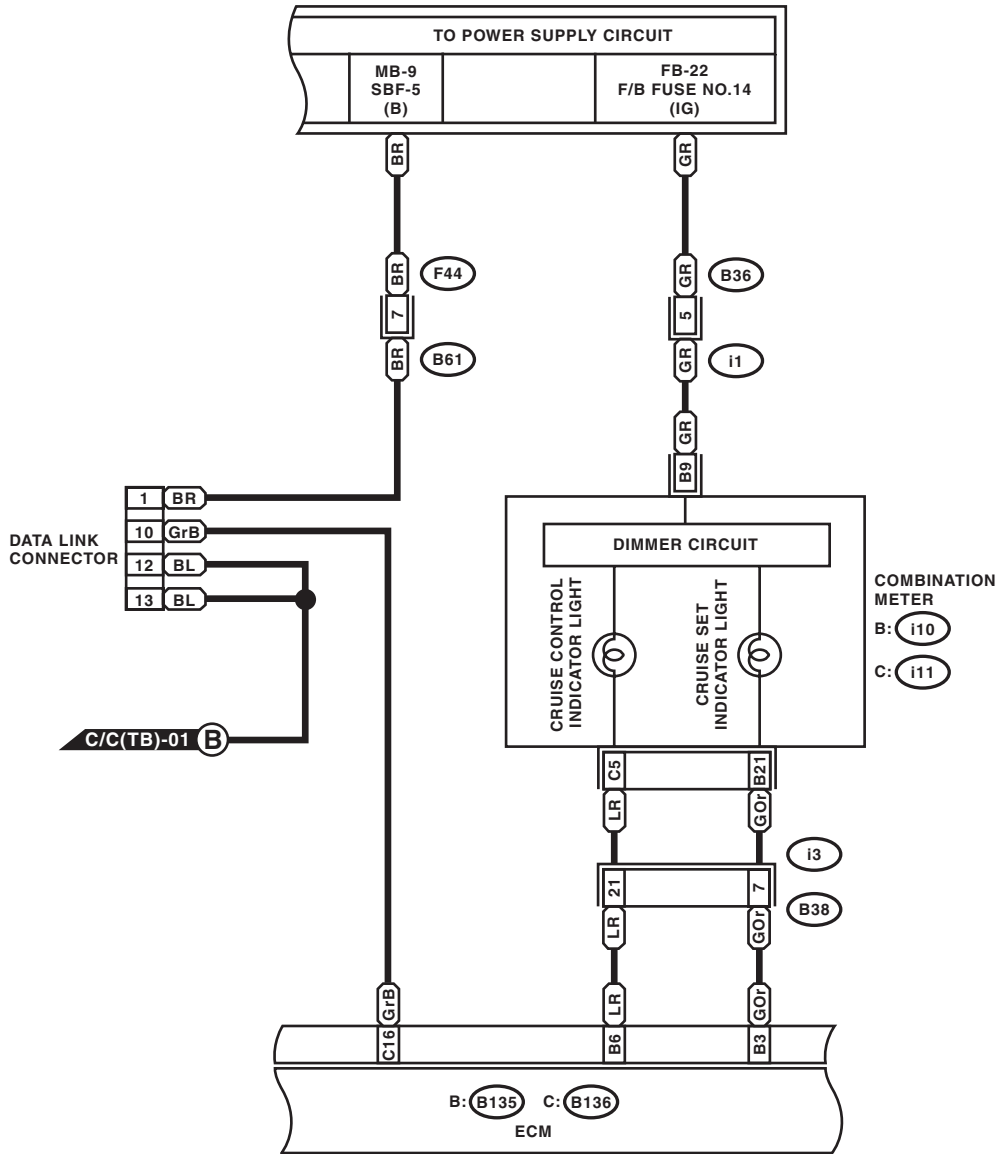 TO POWER SUPPLY CIRCUIT
MB-9
SBF-5
(B)
FB-22
F/B FUSE NO.14
(IG)
BR
GR
BR
F44
GR
B36
7
5
BR
B61
GR
i1
GR
B9
DATA LINK
CONNECTOR
1 BR
10 GrB
12 BL
13 BL
DIMMER CIRCUIT
CRUISE CONTROL
INDICATOR LIGHT
CRUISE SET
INDICATOR LIGHT
COMBINATION
METER
B: i10
C: i11
C/C(TB)-01 B
C5
B21
LR
GOr
i3
21
7
B38
LR
GOr
GrB
LR
GOr
C16
B6
B3
B: B135 C: B136
ECM